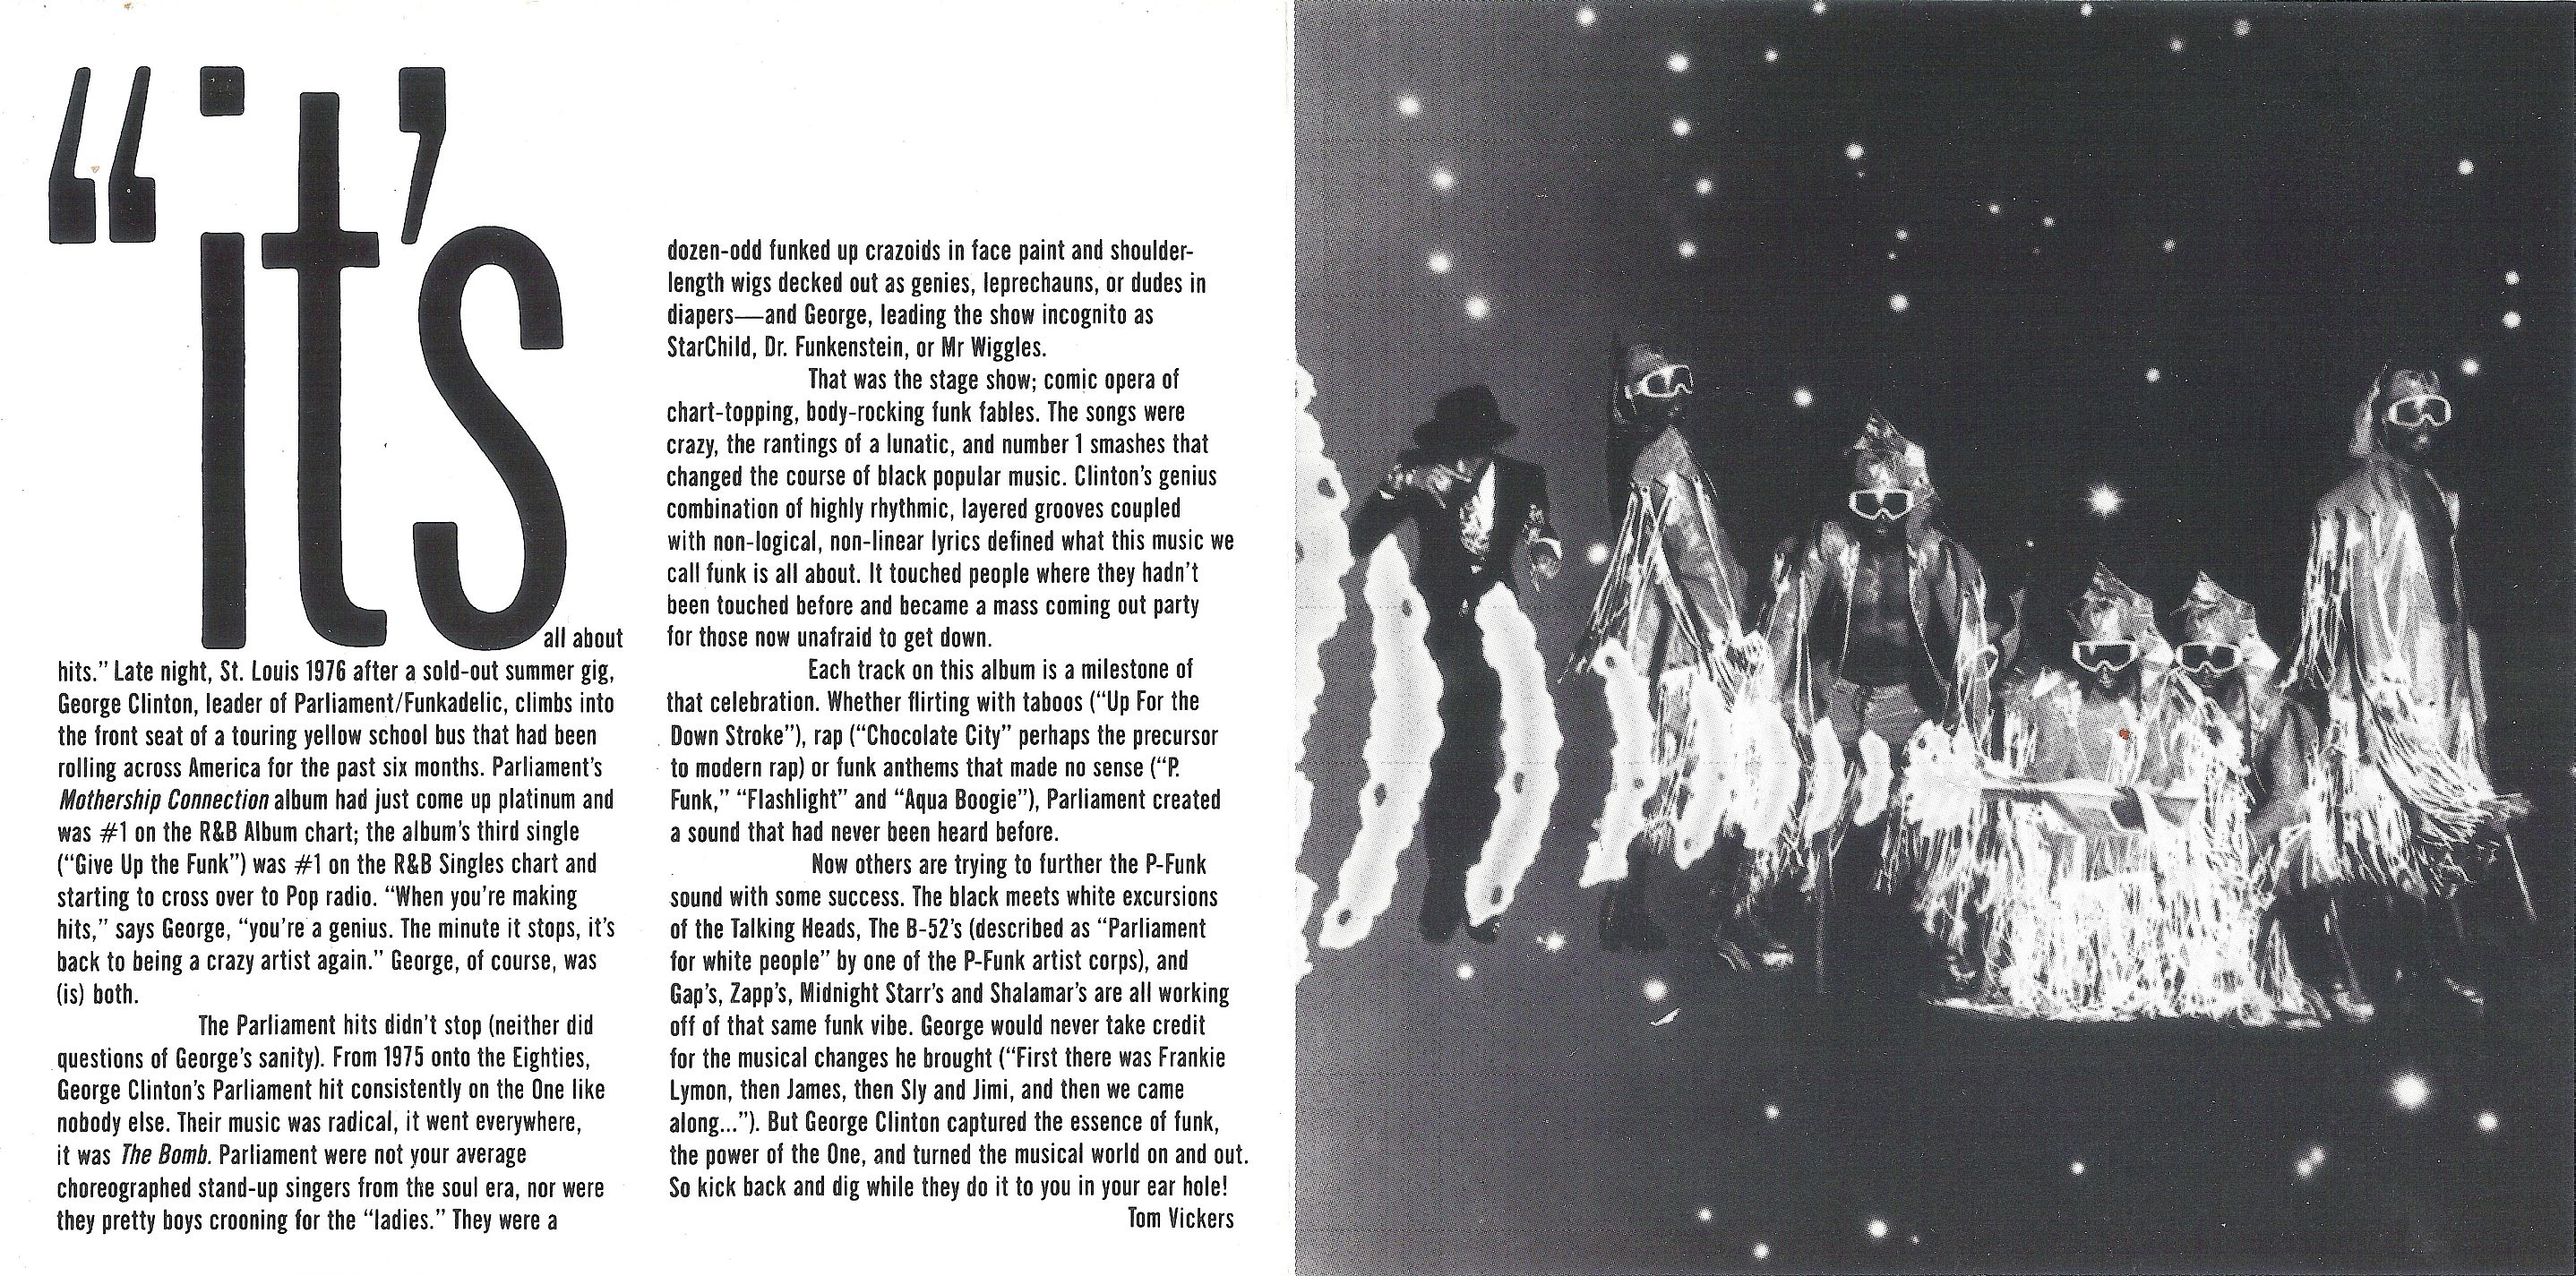 “it’s all about
hits.” Late night, St. Louis 1976 after a sold-out summer gig,
George Clinton, leader of Parliament/Funkadelic, climbs into
the front seat of a touring yellow school bus that had been
rolling across America for the past six months. Parliament’s
Mothership Connection album had just come up platinum and
was #1 on the R&B Album chart; the album’s third single
(“Give Up the Funk”) was #1 on the R&B Singles chart and
starting to cross over to Pop radio. “When you’re making
hits,” says George, “you’re a genius. The minute it stops, it’s
back to being a crazy artist again.” George, of course, was
(is) both.
The Parliament hits didn’t stop (neither did
questions of George’s sanity). From 1975 onto the Eighties,
George Clinton’s Parliament hit consistently on the One like
nobody else. Their music was radical, it went everywhere,
it was The Bomb. Parliament were not your average
choreographed stand-up singers from the soul era, nor were
they pretty boys crooning for the “ladies.” They were a
dozen-odd funked up crazoids in face paint and shoulder-
length wigs decked out as genies, leprechauns, or dudes in
diapers—and George, leading the show incognito as
StarChild, Dr. Funkenstein, or Mr Wiggles.
That was the stage show; comic opera of
chart-topping, body-rocking funk fables. The songs were
crazy, the rantings of a lunatic, and number 1 smashes that
changed the course of black popular music. Clinton’s genius
combination of highly rhythmic, layered grooves coupled
with non-logical, non-linear lyrics defined what this music we
call funk is all about. It touched people where they hadn’t
been touched before and became a mass coming out party
for those now unafraid to get down.
Each track on this album is a milestone of
that celebration. Whether flirting with taboos (“Up For the
Down Stroke”), rap (“Chocolate City” perhaps the precursor
to modern rap) or funk anthems that made no sense (“P.
Funk,” “Flashlight” and “Aqua Boogie”), Parliament created
a sound that had never been heard before.
Now others are trying to further the P-Funk
sound with some success. The black meets white excursions
of the Talking Heads, The B-52’s (described as “Parliament
for white people” by one of the P-Funk artist corps), and
Gap’s, Zapp’s, Midnight Starr’s and Shalamar’s are all working
off of that same funk vibe. George would never take credit
for the musical changes he brought (“First there was Frankie
Lymon, then James, then Sly and Jimi, and then we came
along...”). But George Clinton captured the essence of funk,
the power of the One, and turned the musical world on and out.
So kick back and dig while they do it to you in your ear hole!
Tom Vickers